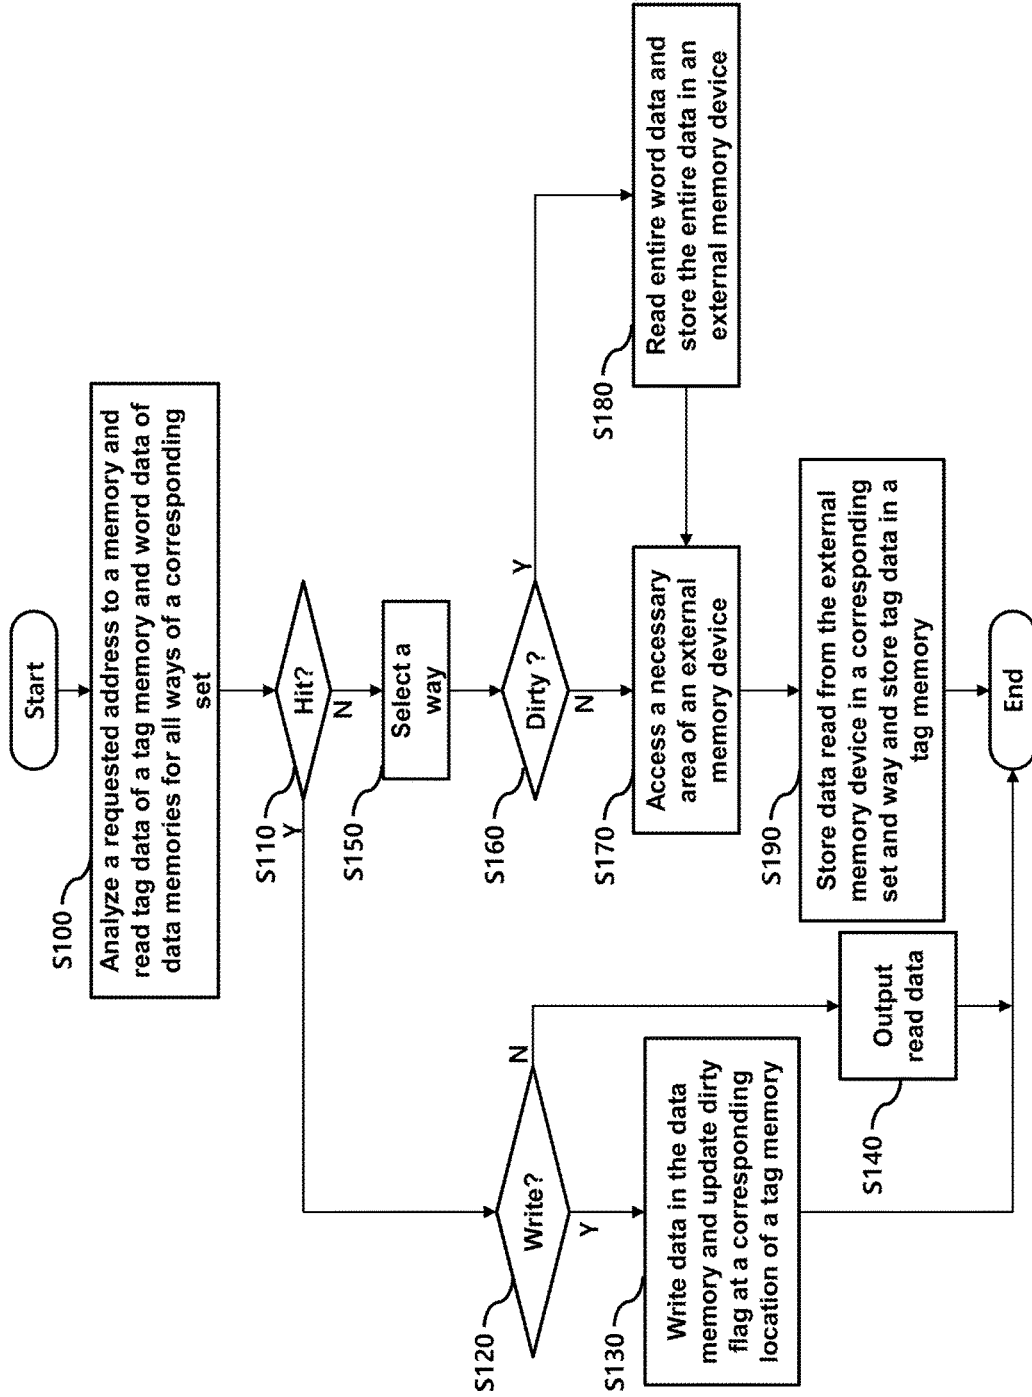 Start
S100
Analyze a requested address to a memory and
read tag data of a tag memory and word data of
data memories for all ways of a corresponding
set
S110
Hit?
Y
N
S150
Select a
way
S120
Write?
N
Y
S160
Dirty ?
Y
N
S130
Write data in the data
memory and update dirty
flag at a corresponding
location of a tag memory
S170
Access a necessary
area of an external
memory device
S180
Read entire word data and
store the entire data in an
external memory device
S140
Output
read data
S190
Store data read from the external
memory device in a corresponding
set and way and store tag data in a
tag memory
End